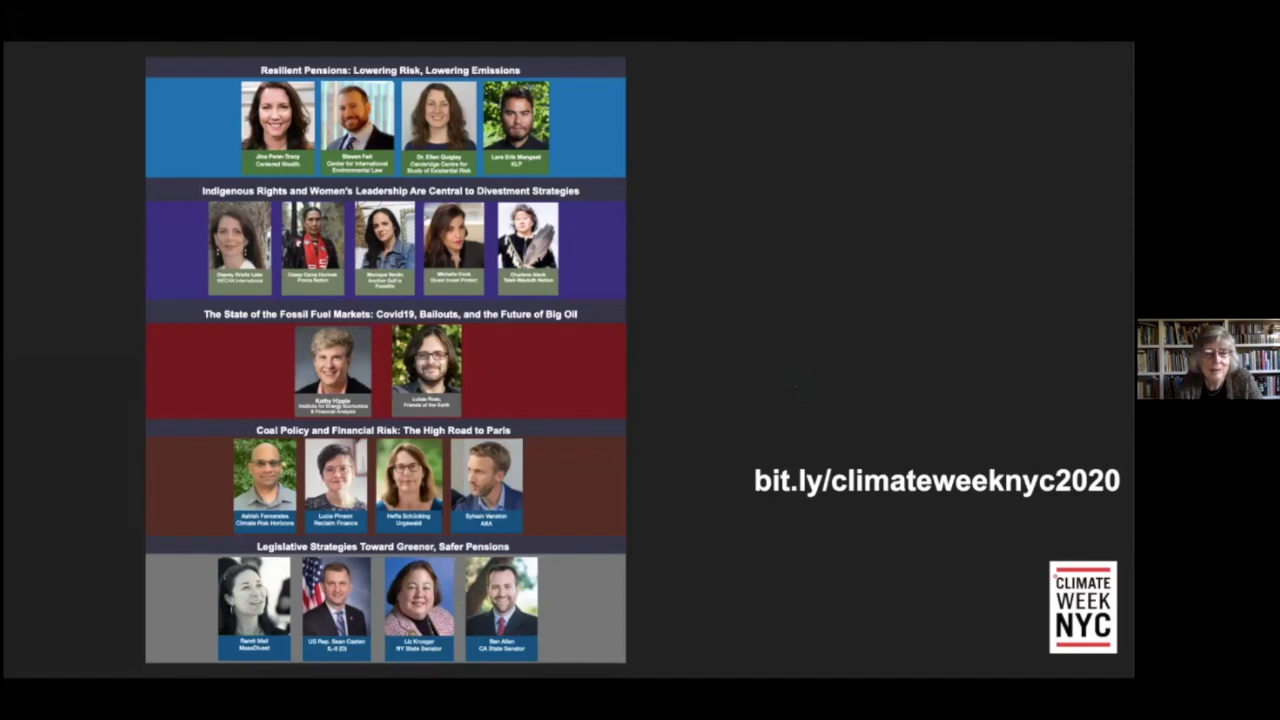 Resilient Pensions: Lowering Risk, Lowering Emissions
Jina Penn-Tracy
Centered Wealth
Steven Feit
Center for International
Environmental Law
Dr. Ellen Quigley
Cambridge Centre for
Study of Existential Risk
Lars Erik Mangset
KLP
Indigenous Rights and Women's Leadership Are Central to Divestment Strategies
Osprey Orielle Lake
WECAN International
Casey Camp Horinek
Ponca Nation
Monique Verdin
Another Gulf is
Possible
Michelle Cook
Divest Invest Protect
Charlene Aleck
Tsleil-Waututh Nation
The State of the Fossil Fuel Markets: Covid19, Bailouts, and the Future of Big Oil
Kathy Hipple
Institute for Energy Economics
& Financial Analysis
Lukas Ross,
Friends of the Earth
Coal Policy and Financial Risk: The High Road to Paris
Ashish Fernandes
Climate Risk Horizons
Lucie Pinson
Reclaim Finance
Heffa Schücking
Urgewald
Sylvain Vanston
AXA
Legislative Strategies Toward Greener, Safer Pensions
MassDivest
US Rep. Sean Casten
IL-6 (D)
Liz Krueger
NY State Senator
Ben Allen
CA State Senator
bit.ly/climateweeknyc2020
°CLIMATE
WEEK
NYC